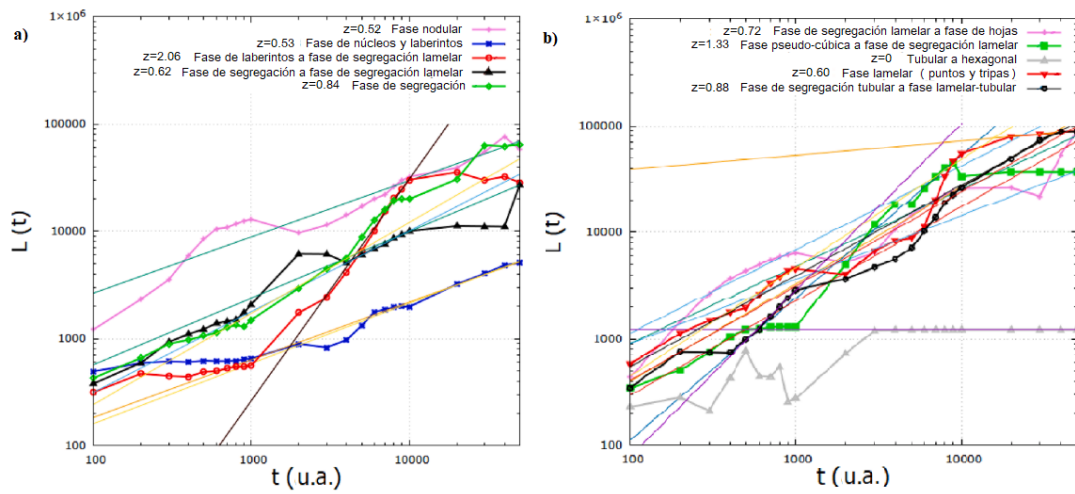 a)
1×10⁶
100000
10000
1000
100
L (t)
z=0.52 Fase nodular
z=0.53 Fase de núcleos y laberintos
z=2.06 Fase de laberintos a fase de segregación lamelar
z=0.62 Fase de segregación a fase de segregación lamelar
z=0.84 Fase de segregación
100
1000
10000
t (u.a.)
b)
1×10⁶
100000
10000
1000
100
L (t)
z=0.72 Fase de segregación lamelar a fase de hojas
z=1.33 Fase pseudo-cúbica a fase de segregación lamelar
z=0 Tubular a hexagonal
z=0.60 Fase lamelar ( puntos y tripas )
z=0.88 Fase de segregación tubular a fase lamelar-tubular
100
1000
10000
t (u.a.)